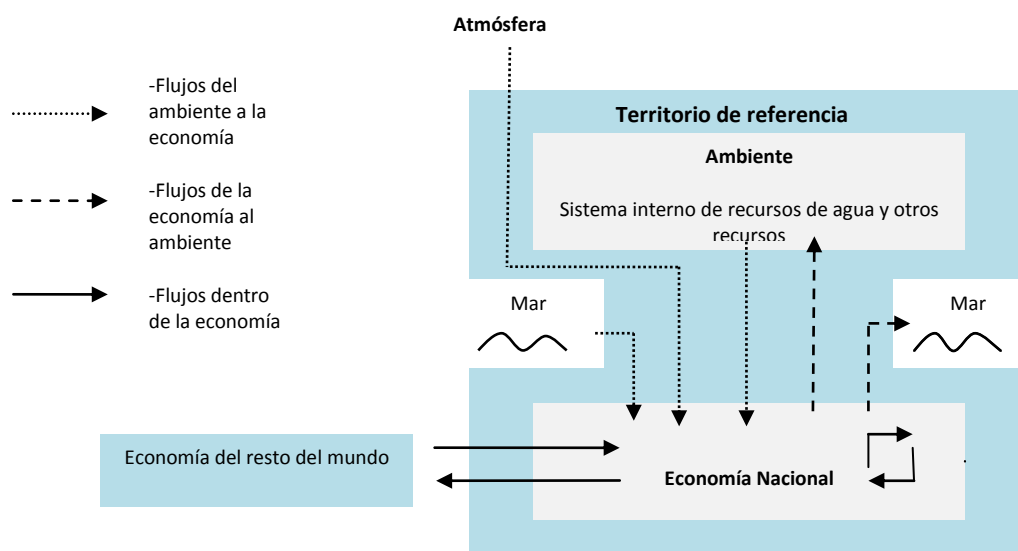 Atmósfera
-Flujos del
ambiente a la
economía
-Flujos de la
economía al
ambiente
-Flujos dentro
de la economía
Territorio de referencia
Ambiente
Sistema interno de recursos de agua y otros
recursos
Mar
Mar
Economía del resto del mundo
Economía Nacional